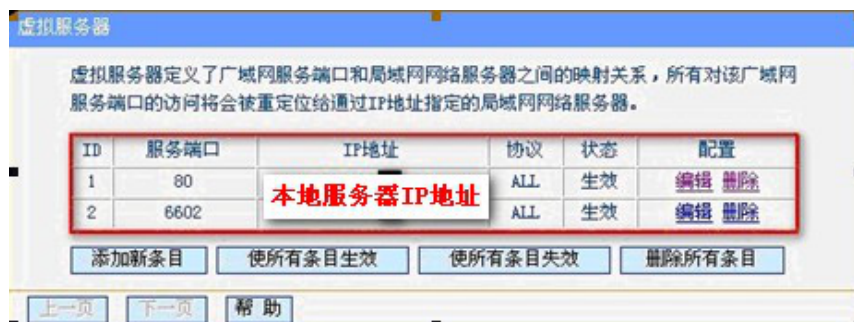 虚拟服务器
虚拟服务器定义了广域网服务端口和局域网网络服务器之间的映射关系，所有对该广域网
服务端口的访问将会被重定位给通过IP地址指定的局域网网络服务器。
ID 服务端口 IP地址 协议 状态 配置
1 80 ALL 生效 编辑 删除
本地服务器IP地址
2 6602 ALL 生效 编辑 删除
添加新条目 使所有条目生效 使所有条目失效 删除所有条目
上一页 下一页 帮 助